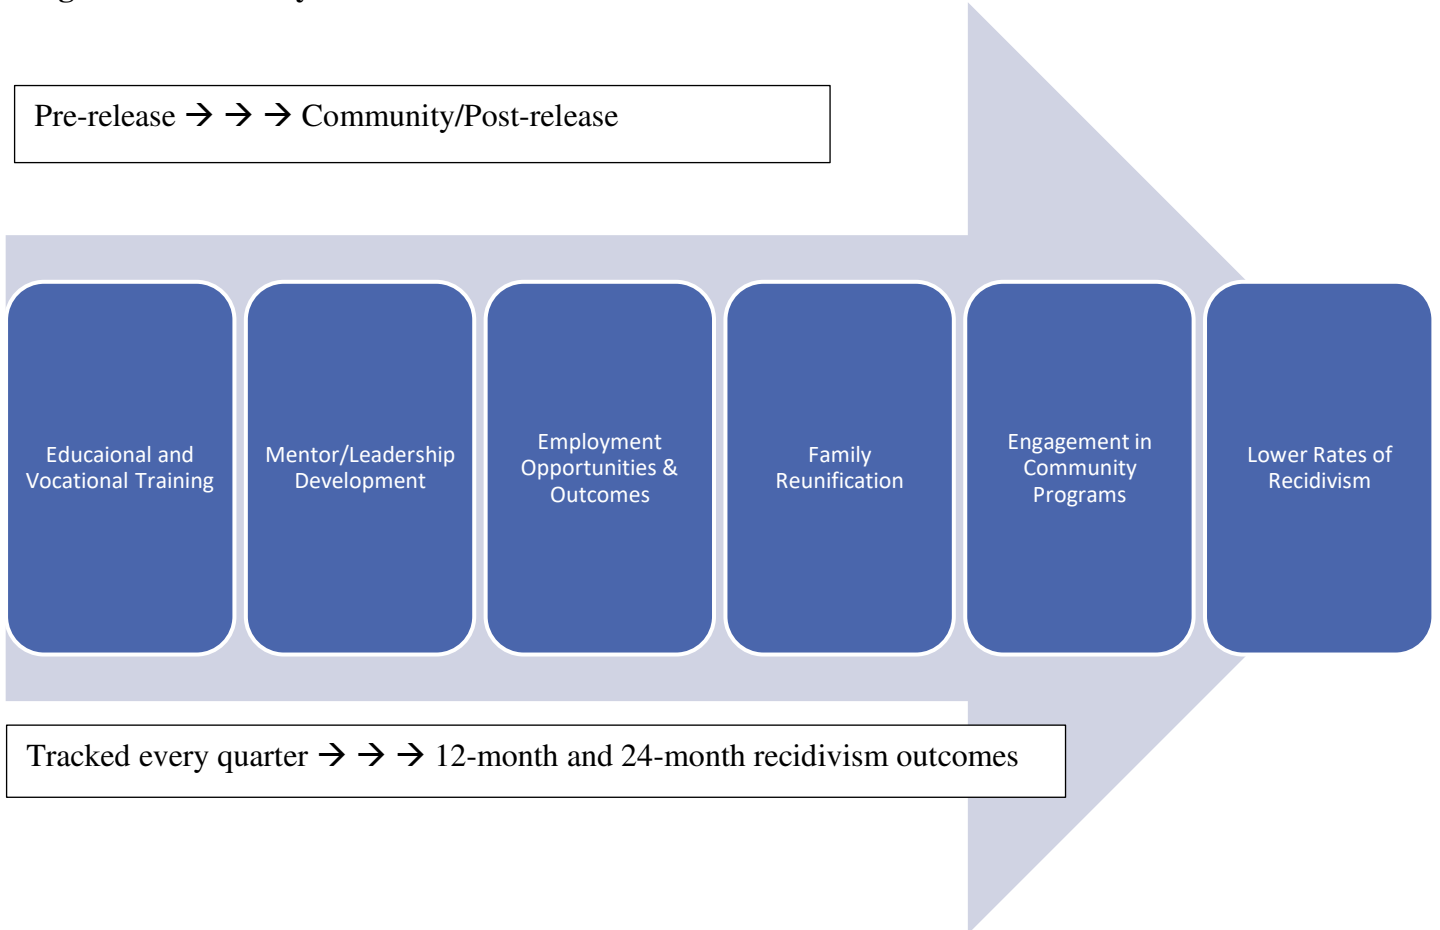 Pre-release → → → Community/Post-release
Educaional and
Vocational Training
Mentor/Leadership
Development
Employment
Opportunities &
Outcomes
Family
Reunification
Engagement in
Community
Programs
Lower Rates of
Recidivism
Tracked every quarter → → → 12-month and 24-month recidivism outcomes